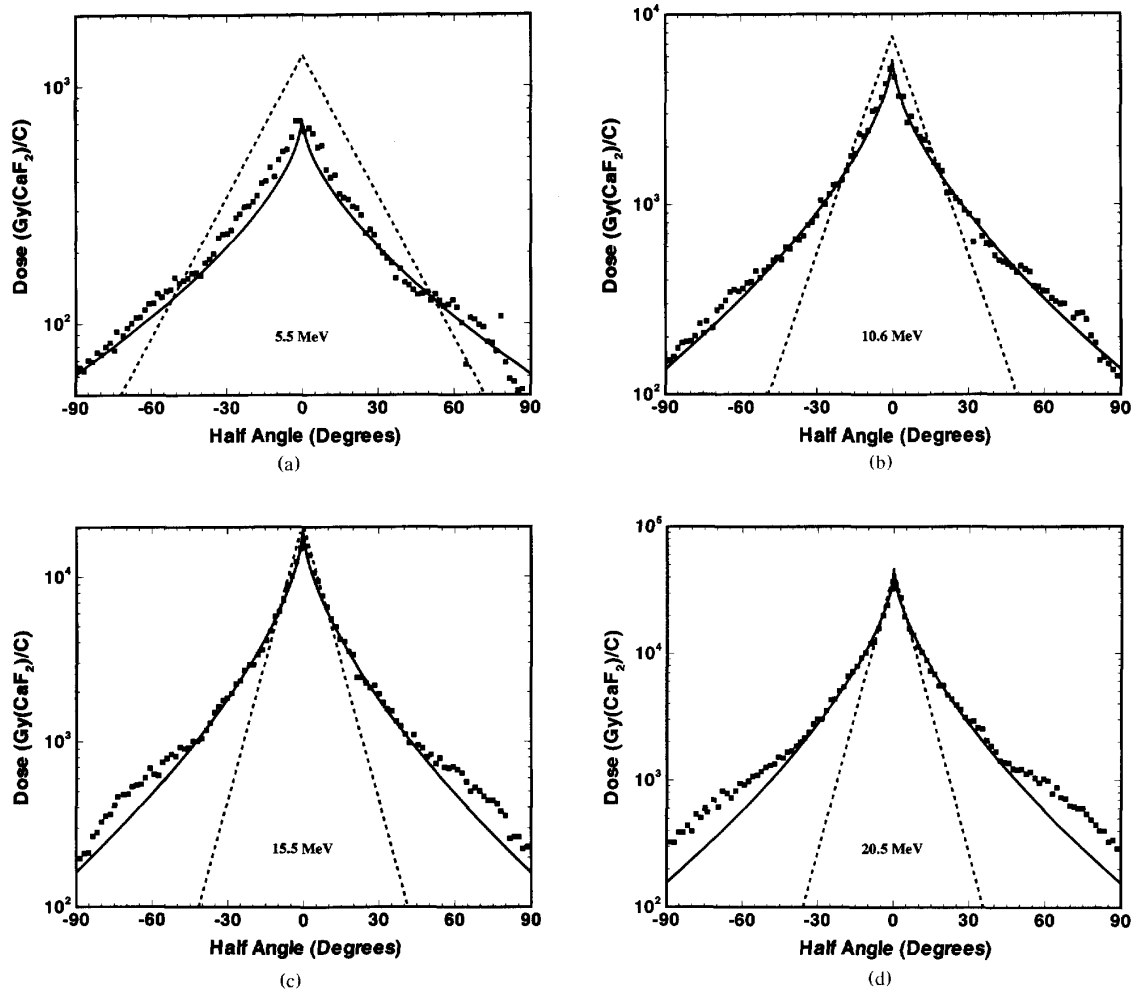 10³
10²
Dose (Gy(CaF₂)/C)
5.5 MeV
-90 -60 -30 0 30 60 90
Half Angle (Degrees)
(a)
10⁴
10³
10²
Dose (Gy(CaF₂)/C)
10.6 MeV
-90 -60 -30 0 30 60 90
Half Angle (Degrees)
(b)
10⁴
10³
10²
Dose (Gy(CaF₂)/C)
15.5 MeV
-90 -60 -30 0 30 60 90
Half Angle (Degrees)
(c)
10⁵
10⁴
10³
10²
Dose (Gy(CaF₂)/C)
20.5 MeV
-90 -60 -30 0 30 60 90
Half Angle (Degrees)
(d)